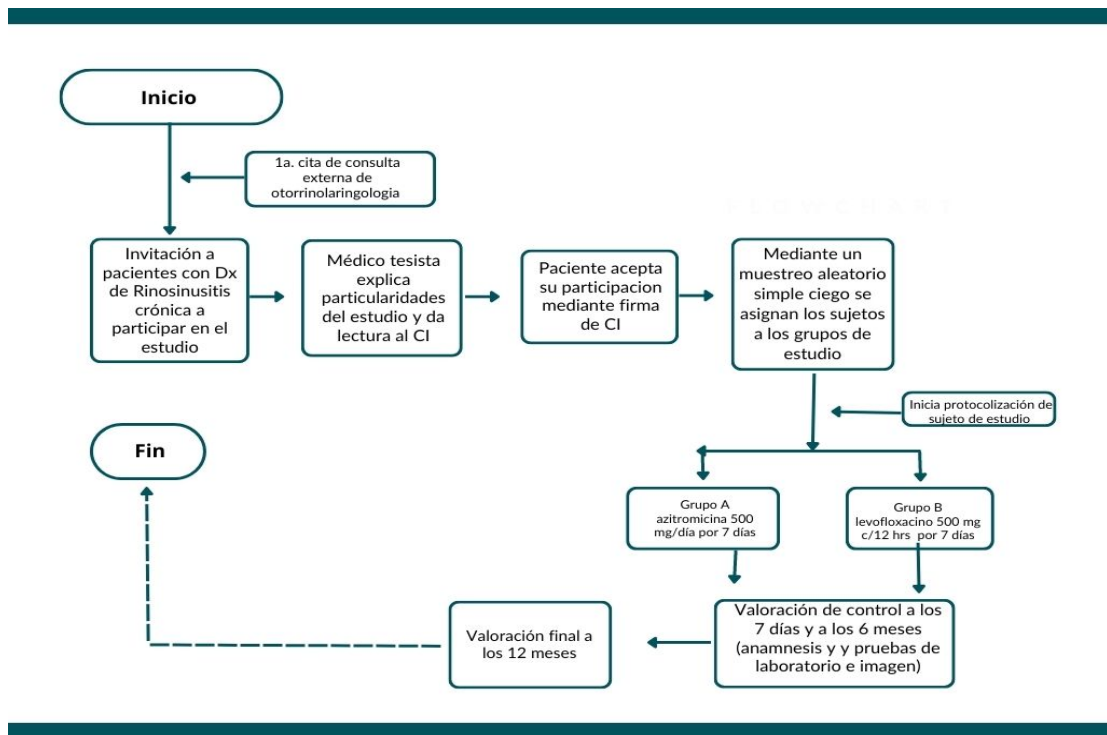 Inicio
1a. cita de consulta
externa de
otorrinolaringologia
FLOWCHART
Invitación a
pacientes con Dx
de Rinosinusitis
crónica a
participar en el
estudio
Médico tesista
explica
particularidades
del estudio y da
lectura al CI
Paciente acepta
su participacion
mediante firma
de CI
Mediante un
muestreo aleatorio
simple ciego se
asignan los sujetos
a los grupos de
estudio
Inicia protocolización de
sujeto de estudio
Grupo A
azitromicina 500
mg/día por 7 días
Grupo B
levofloxacino 500 mg
c/12 hrs por 7 días
Valoración de control a los
7 días y a los 6 meses
(anamnesis y y pruebas de
laboratorio e imagen)
Valoración final a
los 12 meses
Fin